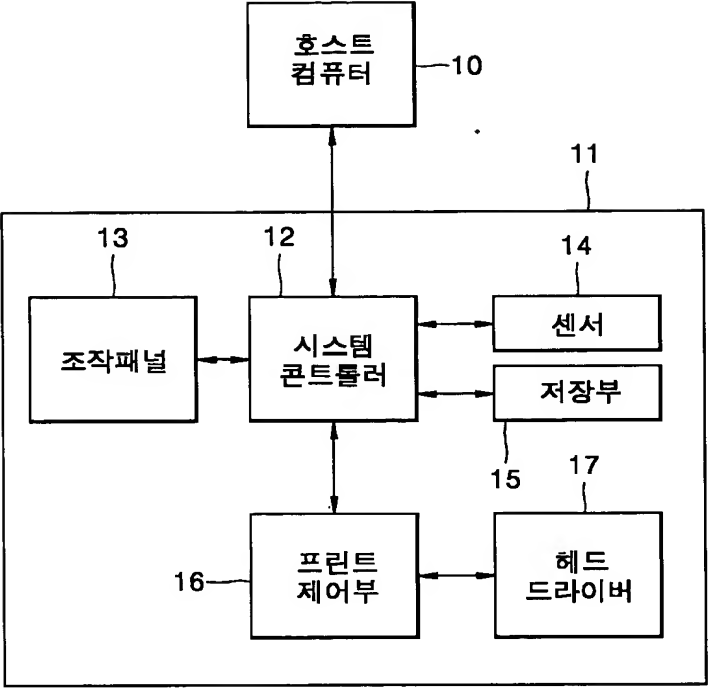 호스트
컴퓨터
10
11
13
12
14
조작패널
시스템
콘트롤러
센서
저장부
15
17
16
프린트
제어부
헤드
드라이버